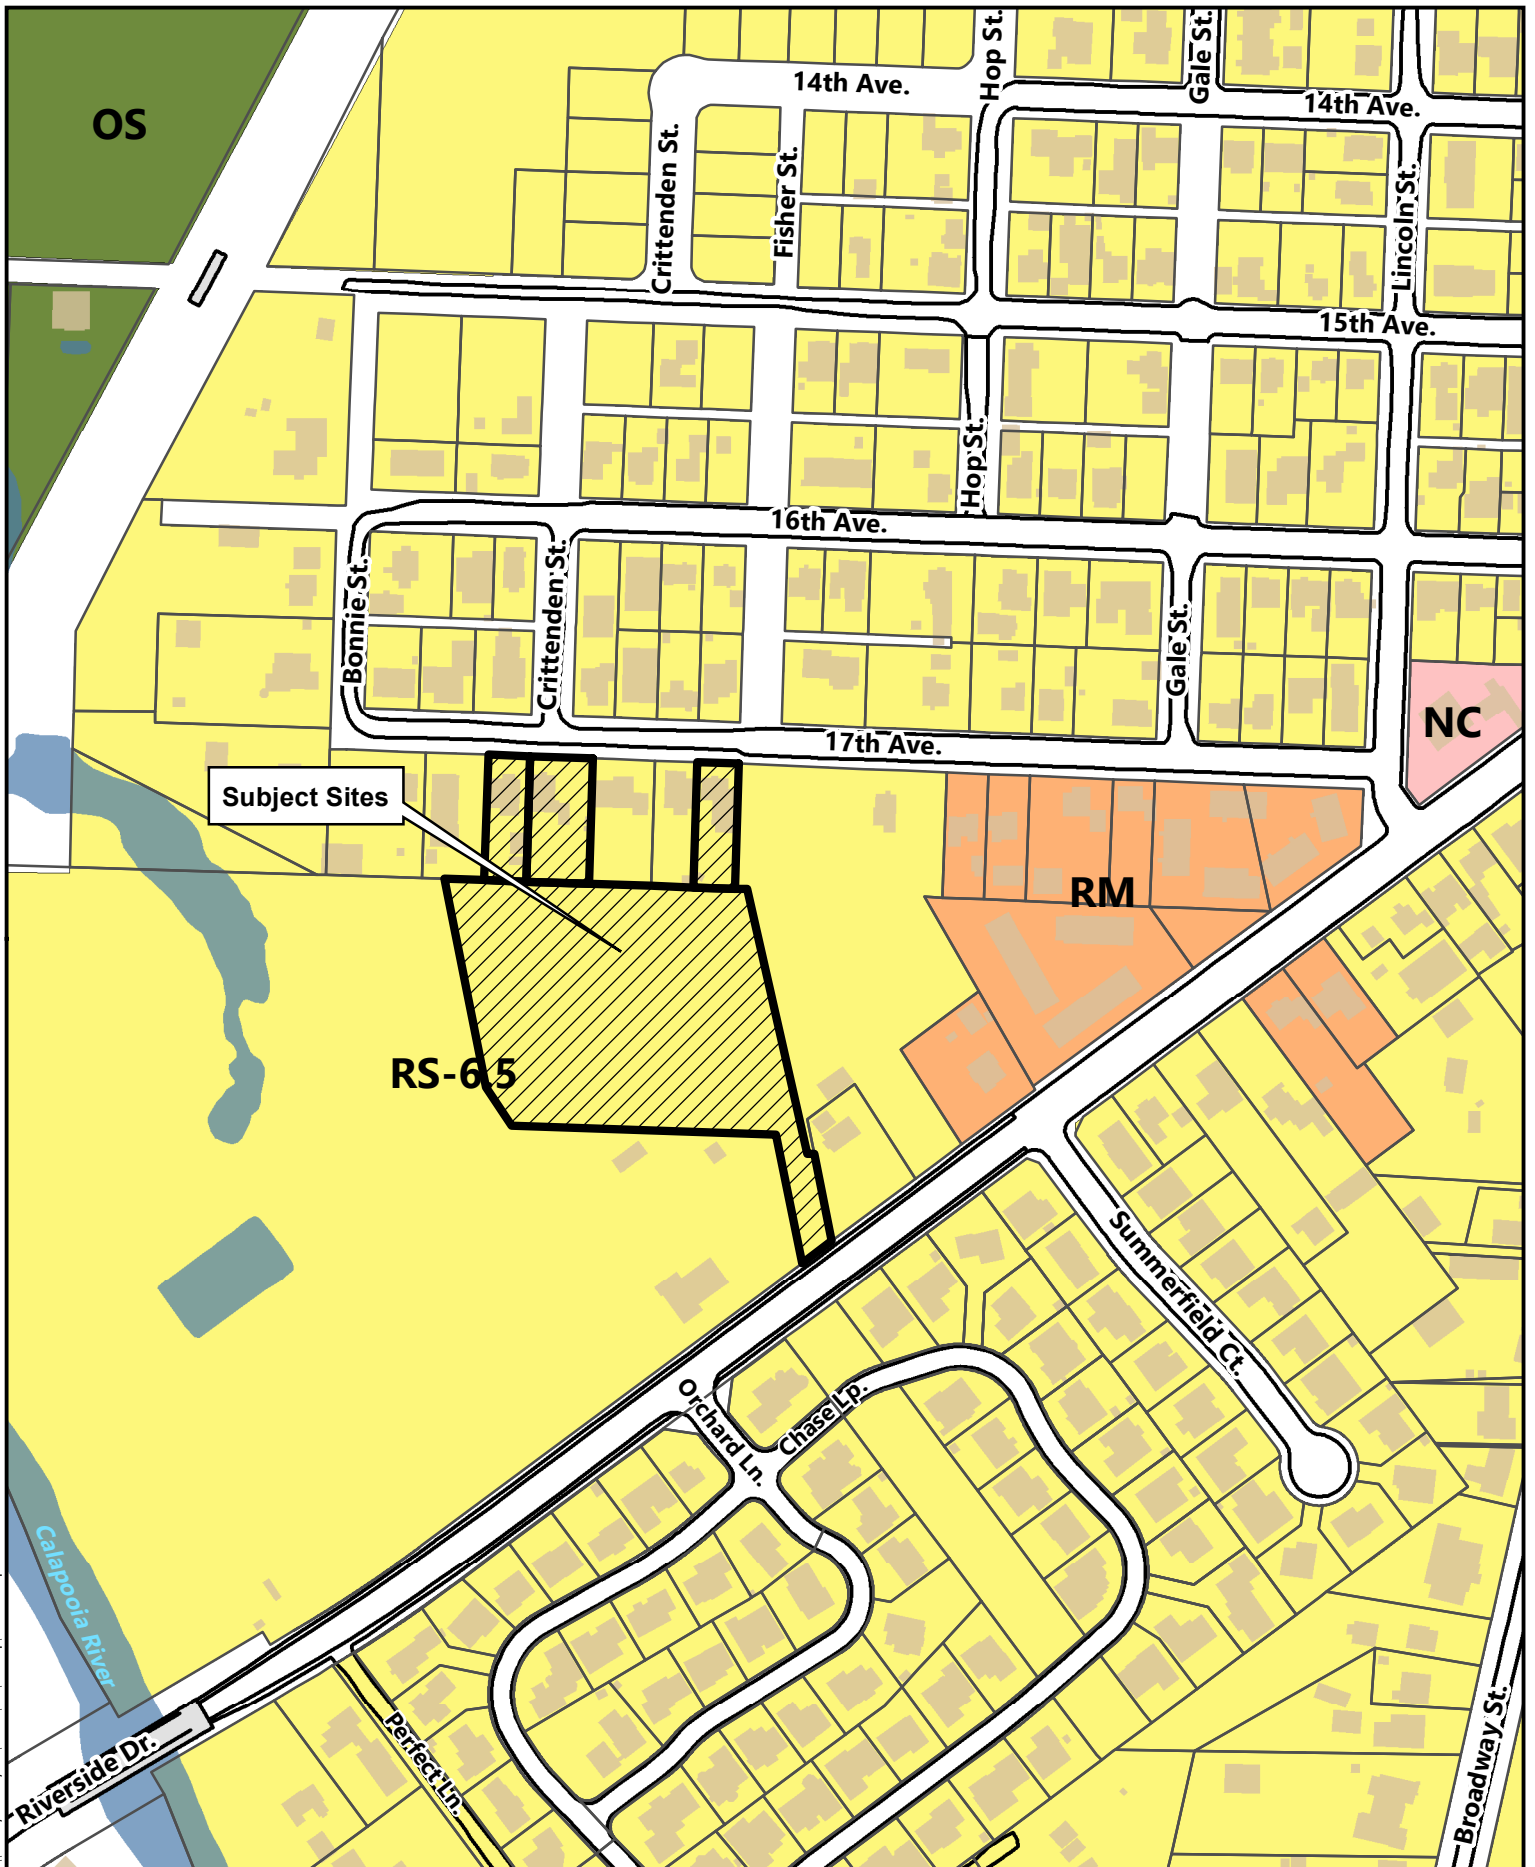 Hop St.
Gale St.
14th Ave.
14th Ave.
OS
Crittenden St.
Fisher St.
Lincoln St.
15th Ave.
Hop St.
16th Ave.
Bonnie St.
Crittenden St.
Gale St.
NC
17th Ave.
Subject Sites
RM
RS-6.5
Summerfield Ct.
Orchard Ln.
Chase Lp.
Calapooia River
Perfect Ln.
Riverside Dr.
Broadway St.